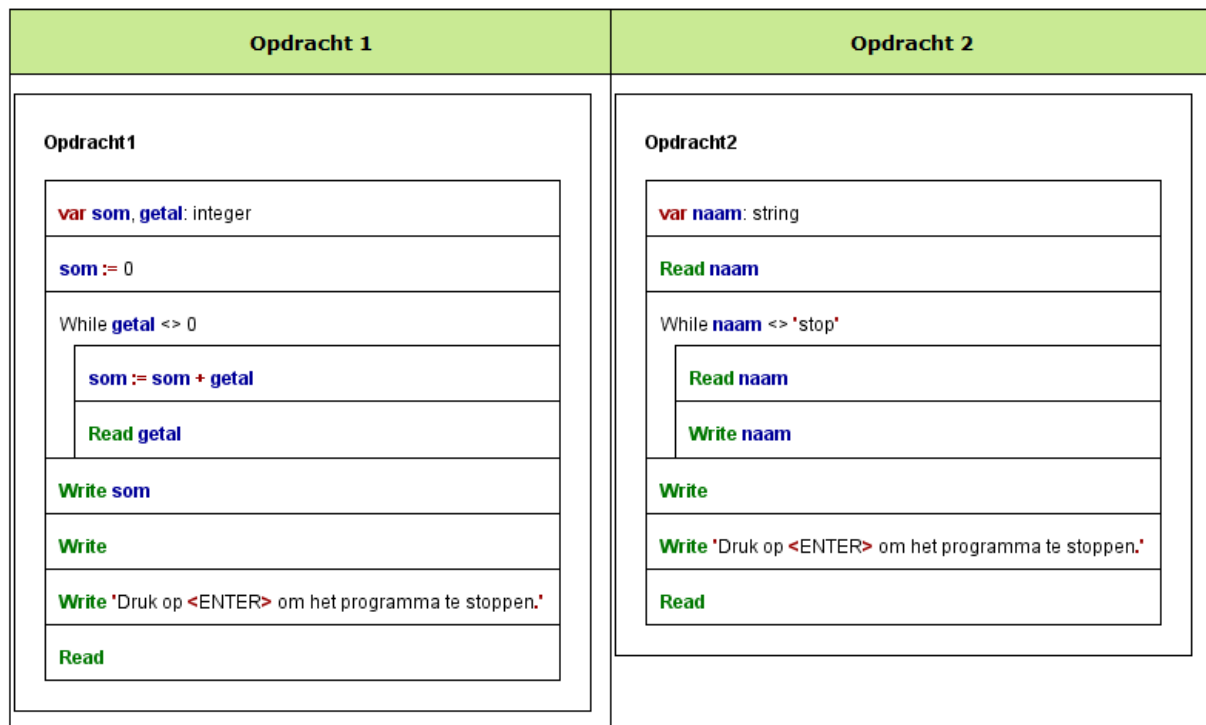 Opdracht 1
Opdracht1
var som, getal: integer
som := 0
While getal <> 0
som := som + getal
Read getal
Write som
Write
Write 'Druk op <ENTER> om het programma te stoppen.'
Read
Opdracht 2
Opdracht2
var naam: string
Read naam
While naam <> 'stop'
Read naam
Write naam
Write
Write 'Druk op <ENTER> om het programma te stoppen.'
Read